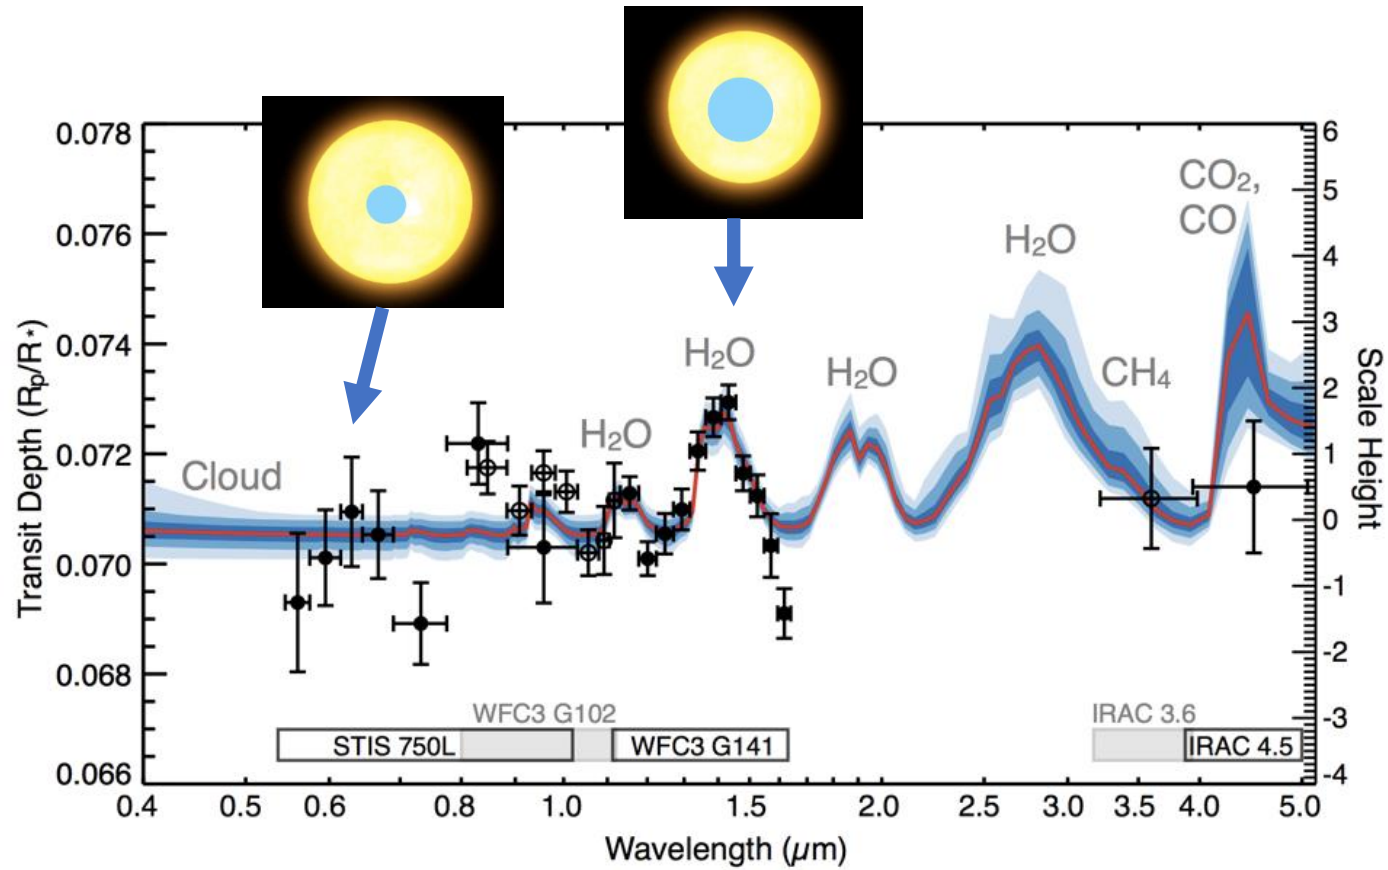 0.078
0.076
0.074
0.072
0.070
0.068
0.066
Transit Depth (Rₚ/R⋆)
6
5
4
3
2
1
0
-1
-2
-3
-4
Scale Height
CO₂,
CO
H₂O
H₂O
H₂O
CH₄
H₂O
Cloud
WFC3 G102
IRAC 3.6
STIS 750L
WFC3 G141
IRAC 4.5
0.4 0.5 0.6 0.8 1.0 1.5 2.0 2.5 3.0 3.5 4.0 5.0
Wavelength (μm)